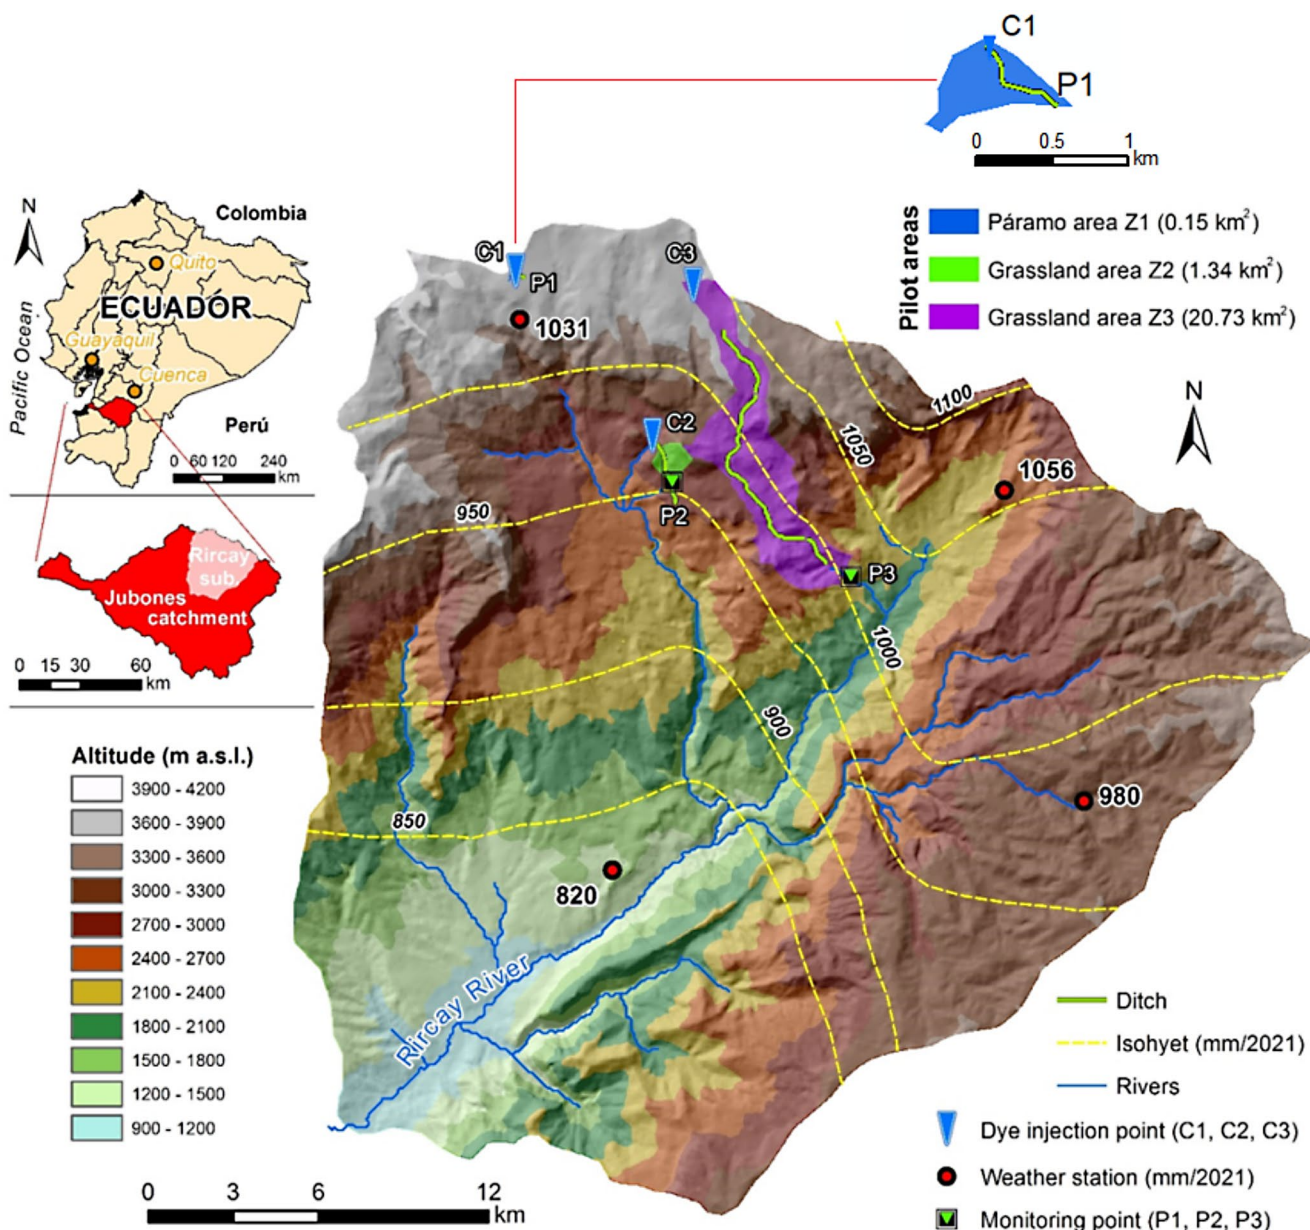 C1
P1
0 0.5 1
km
Pilot areas
Páramo area Z1 (0.15 km²)
Grassland area Z2 (1.34 km²)
Grassland area Z3 (20.73 km²)
N
Colombia
Quito
ECUADÓR
Pacific Ocean
Guayaquil
Cuenca
Perú
0 60 120 240
km
Rircay
sub.
Jubones
catchment
0 15 30 60
km
Altitude (m a.s.l.)
3900 - 4200
3600 - 3900
3300 - 3600
3000 - 3300
2700 - 3000
2400 - 2700
2100 - 2400
1800 - 2100
1500 - 1800
1200 - 1500
900 - 1200
C1
P1
C3
1031
1100
N
C2
1050
1056
950
P2
P3
1000
900
980
850
820
Rircay River
0 3 6 12
km
Ditch
Isohyet (mm/2021)
Rivers
Dye injection point (C1, C2, C3)
Weather station (mm/2021)
Monitoring point (P1, P2, P3)